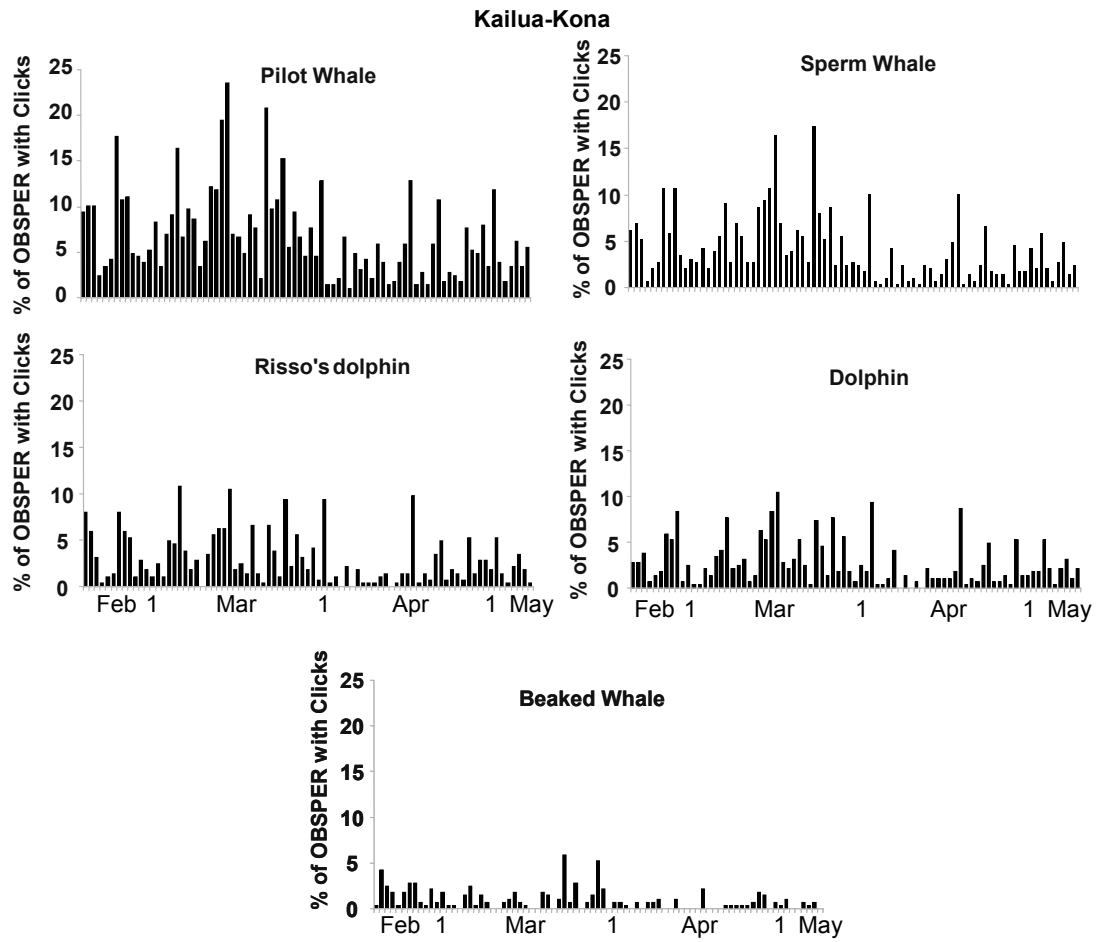 Kailua-Kona
Pilot Whale
% of OBSPER with Clicks
25
20
15
10
5
0
Sperm Whale
% of OBSPER with Clicks
25
20
15
10
5
0
Risso's dolphin
% of OBSPER with Clicks
25
20
15
10
5
0
Feb 1 Mar 1 Apr 1 May
Dolphin
% of OBSPER with Clicks
25
20
15
10
5
0
Feb 1 Mar 1 Apr 1 May
Beaked Whale
% of OBSPER with Clicks
25
20
15
10
5
0
Feb 1 Mar 1 Apr 1 May